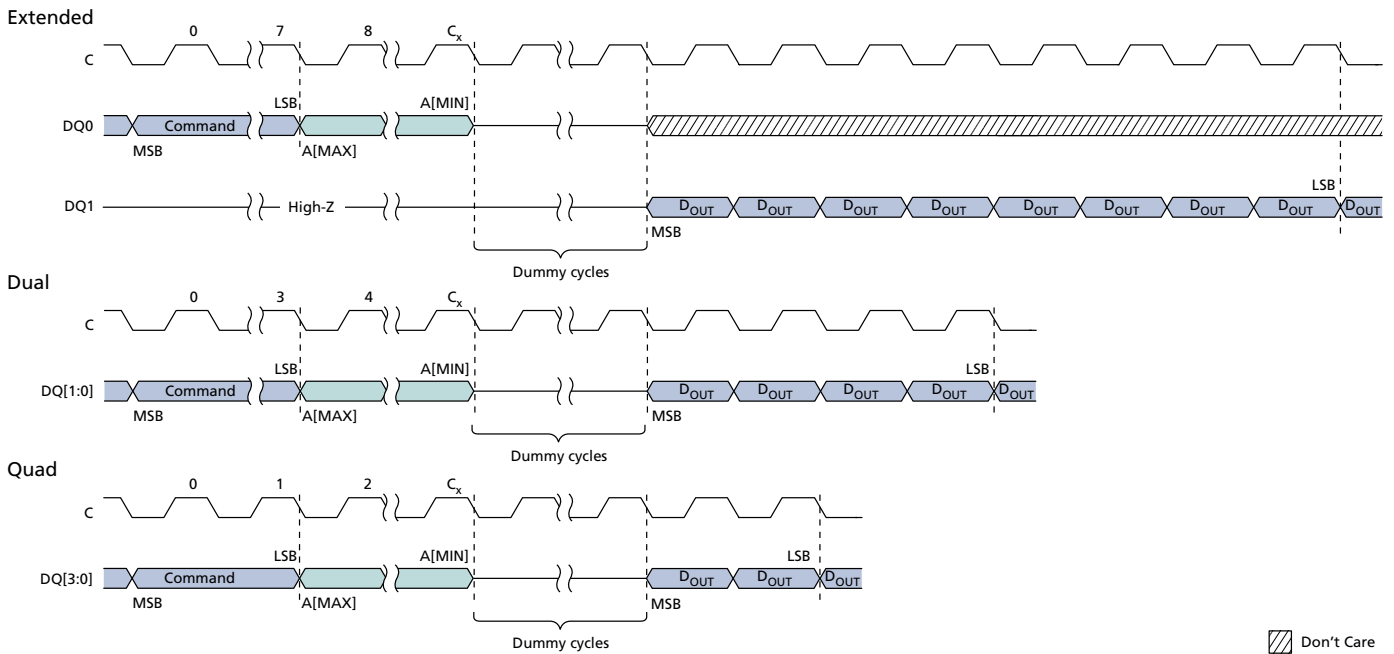 Extended
0 7 8 Cx
C
LSB A[MIN]
DQ0 Command
MSB A[MAX]
LSB
DQ1 High-Z DOUT DOUT DOUT DOUT DOUT DOUT DOUT DOUT DOUT
MSB
Dummy cycles
Dual
0 3 4 Cx
C
LSB A[MIN] LSB
DQ[1:0] Command DOUT DOUT DOUT DOUT DOUT
MSB A[MAX] MSB
Dummy cycles
Quad
0 1 2 Cx
C
LSB A[MIN] LSB
DQ[3:0] Command DOUT DOUT DOUT
MSB A[MAX] MSB
Dummy cycles
Don't Care